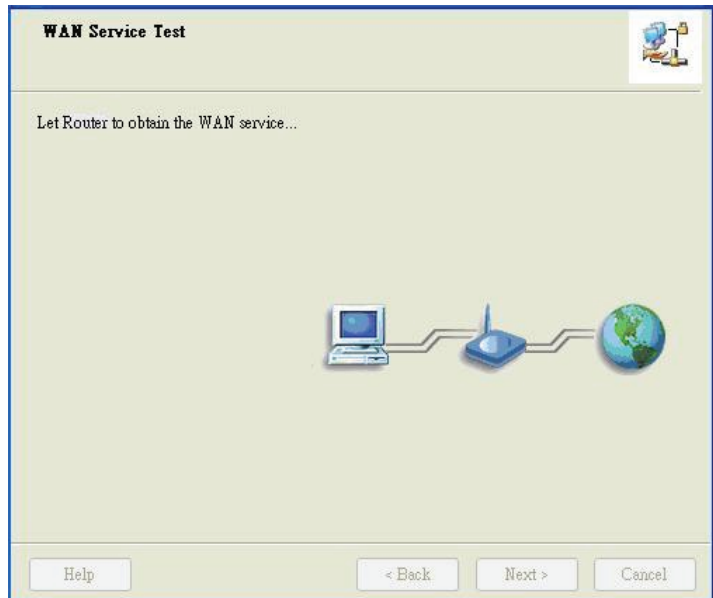 WAN Service Test
Let Router to obtain the WAN service...
Help
< Back
Next >
Cancel